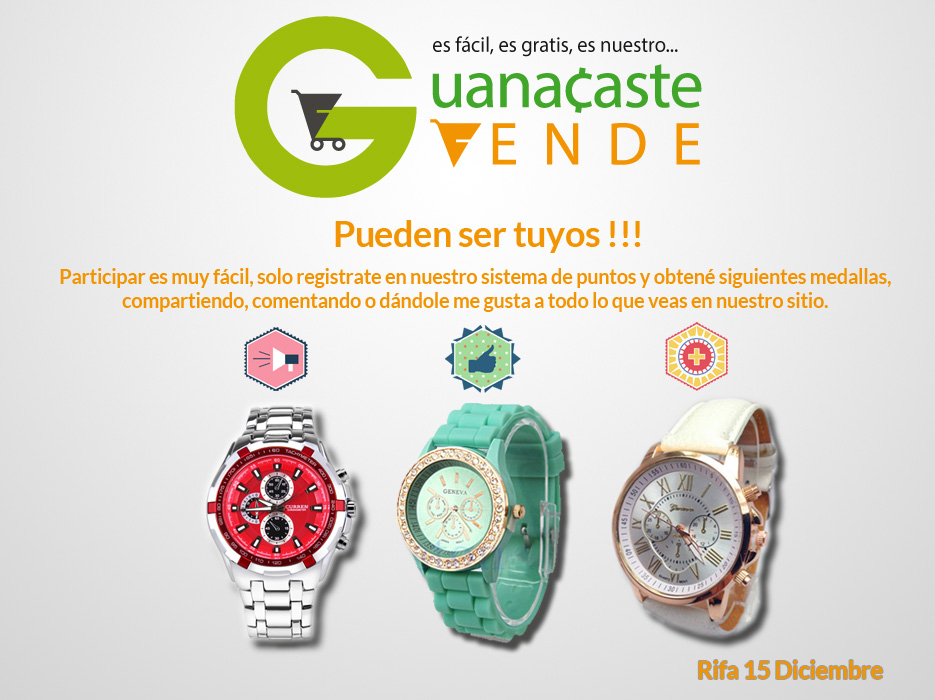 es fácil, es gratis, es nuestro...
Guanacaste
VENDE
Pueden ser tuyos !!!
Participar es muy fácil, solo registrate en nuestro sistema de puntos y obtené siguientes medallas,
compartiendo, comentando o dándole me gusta a todo lo que veas en nuestro sitio.
TACHYMETER
CURREN
GENEVA
Geneva
Rifa 15 Diciembre